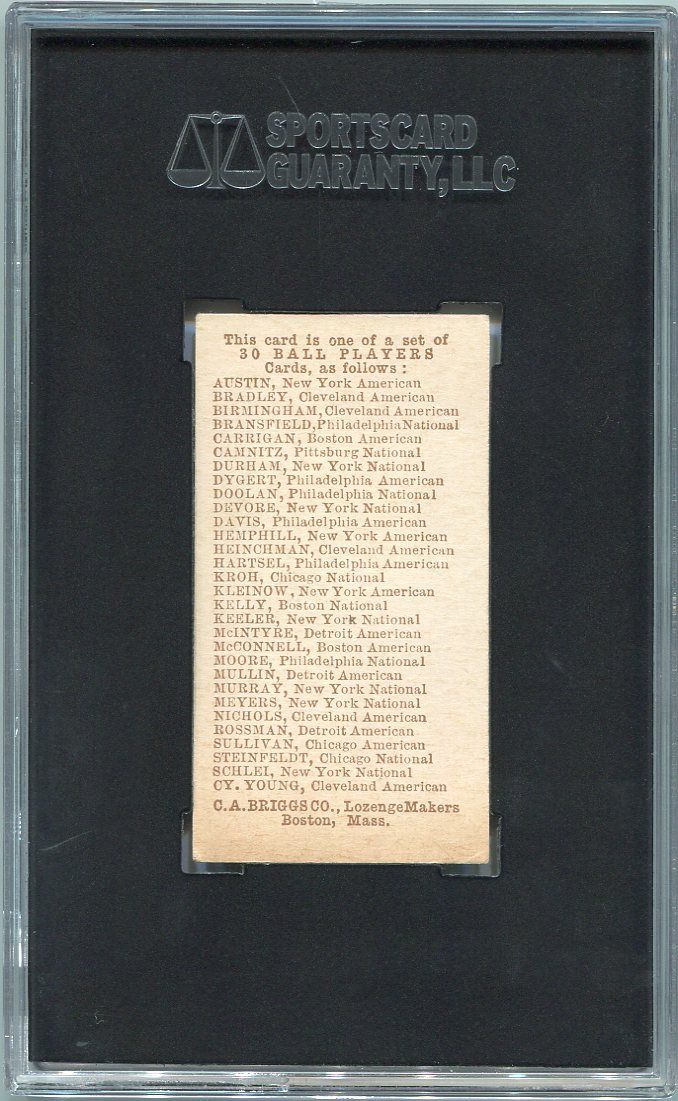 SPORTSCARD
GUARANTY, LLC
This card is one of a set of
30 BALL PLAYERS
Cards, as follows :
AUSTIN, New York American
BRADLEY, Cleveland American
BIRMINGHAM, Cleveland American
BRANSFIELD, Philadelphia National
CARRIGAN, Boston American
CAMNITZ, Pittsburg National
DURHAM, New York National
DYGERT, Philadelphia American
DOOLAN, Philadelphia National
DEVORE, New York National
DAVIS, Philadelphia American
HEMPHILL, New York American
HEINCHMAN, Cleveland American
HARTSEL, Philadelphia American
KROH, Chicago National
KLEINOW, New York American
KELLY, Boston National
KEELER, New York National
McINTYRE, Detroit American
McCONNELL, Boston American
MOORE, Philadelphia National
MULLIN, Detroit American
MURRAY, New York National
MEYERS, New York National
NICHOLS, Cleveland American
ROSSMAN, Detroit American
SULLIVAN, Chicago American
STEINFELDT, Chicago National
SCHLEI, New York National
CY. YOUNG, Cleveland American
C.A. BRIGGS CO., Lozenge Makers
Boston, Mass.